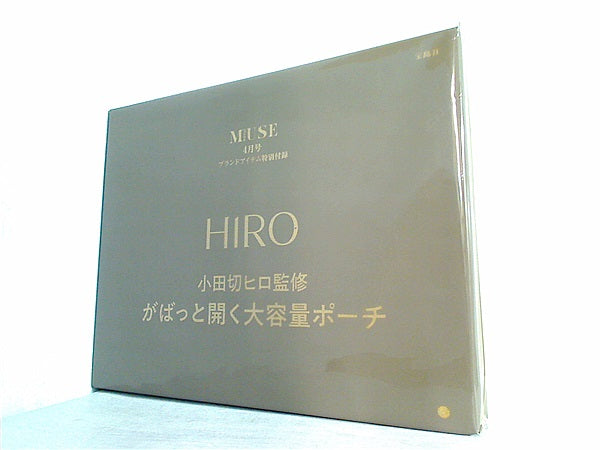 宝島社
MUSE
4月号
ブランドアイテム特別付録
HIRO
小田切ヒロ監修
がばっと開く大容量ポーチ